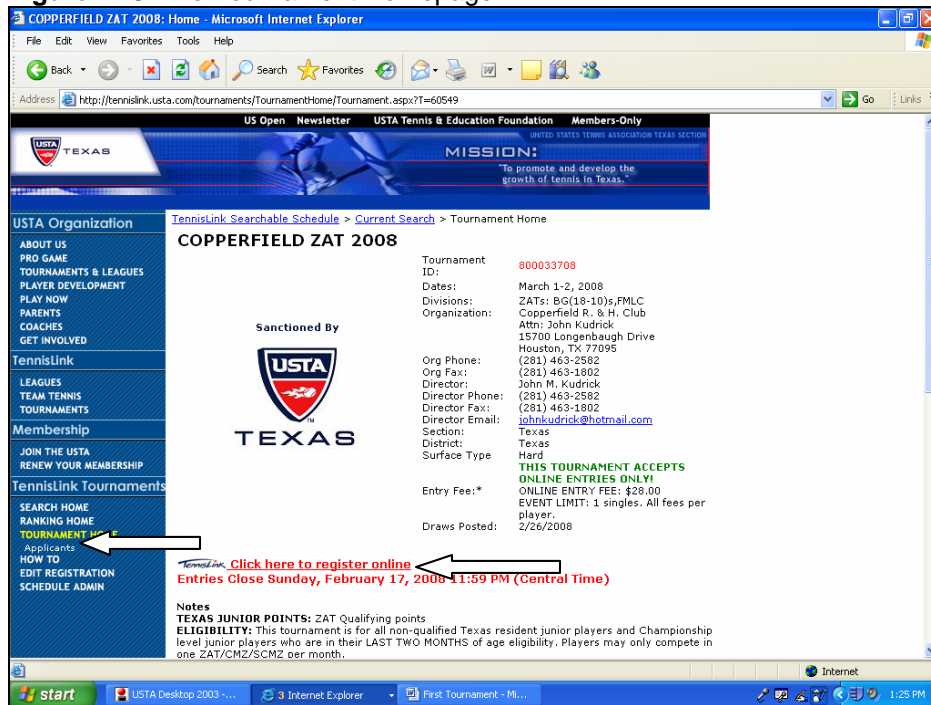 COPPERFIELD ZAT 2008: Home - Microsoft Internet Explorer
File Edit View Favorites Tools Help
Back Search Favorites
Address http://tennislink.usta.com/tournaments/TournamentHome/Tournament.aspx?T=60549 Go Links
US Open Newsletter USTA Tennis & Education Foundation Members-Only
UNITED STATES TENNIS ASSOCIATION TEXAS SECTION
USTA TEXAS
MISSION:
"To promote and develop the
growth of tennis in Texas."
USTA Organization
ABOUT US
PRO GAME
TOURNAMENTS & LEAGUES
PLAYER DEVELOPMENT
PLAY NOW
PARENTS
COACHES
GET INVOLVED
TennisLink
LEAGUES
TEAM TENNIS
TOURNAMENTS
Membership
JOIN THE USTA
RENEW YOUR MEMBERSHIP
TennisLink Tournaments
SEARCH HOME
RANKING HOME
TOURNAMENT HOME
Applicants
HOW TO
EDIT REGISTRATION
SCHEDULE ADMIN
TennisLink Searchable Schedule > Current Search > Tournament Home
COPPERFIELD ZAT 2008
Sanctioned By
USTA
TEXAS
Tournament
ID: 800033708
Dates: March 1-2, 2008
Divisions: ZATs: BG(18-10)s,FMLC
Organization: Copperfield R. & H. Club
Attn: John Kudrick
15700 Longenbaugh Drive
Houston, TX 77095
Org Phone: (281) 463-2582
Org Fax: (281) 463-1802
Director: John M. Kudrick
Director Phone: (281) 463-2582
Director Fax: (281) 463-1802
Director Email: johnkudrick@hotmail.com
Section: Texas
District: Texas
Surface Type Hard
THIS TOURNAMENT ACCEPTS
ONLINE ENTRIES ONLY!
Entry Fee:* ONLINE ENTRY FEE: $28.00
EVENT LIMIT: 1 singles. All fees per
player.
Draws Posted: 2/26/2008
TennisLink Click here to register online
Entries Close Sunday, February 17, 2008 11:59 PM (Central Time)
Notes
TEXAS JUNIOR POINTS: ZAT Qualifying points
ELIGIBILITY: This tournament is for all non-qualified Texas resident junior players and Championship
level junior players who are in their LAST TWO MONTHS of age eligibility. Players may only compete in
one ZAT/CMZ/SCMZ per month.
Internet
start USTA Desktop 2003 -... 3 Internet Explorer First Tournament - Mi... 1:25 PM